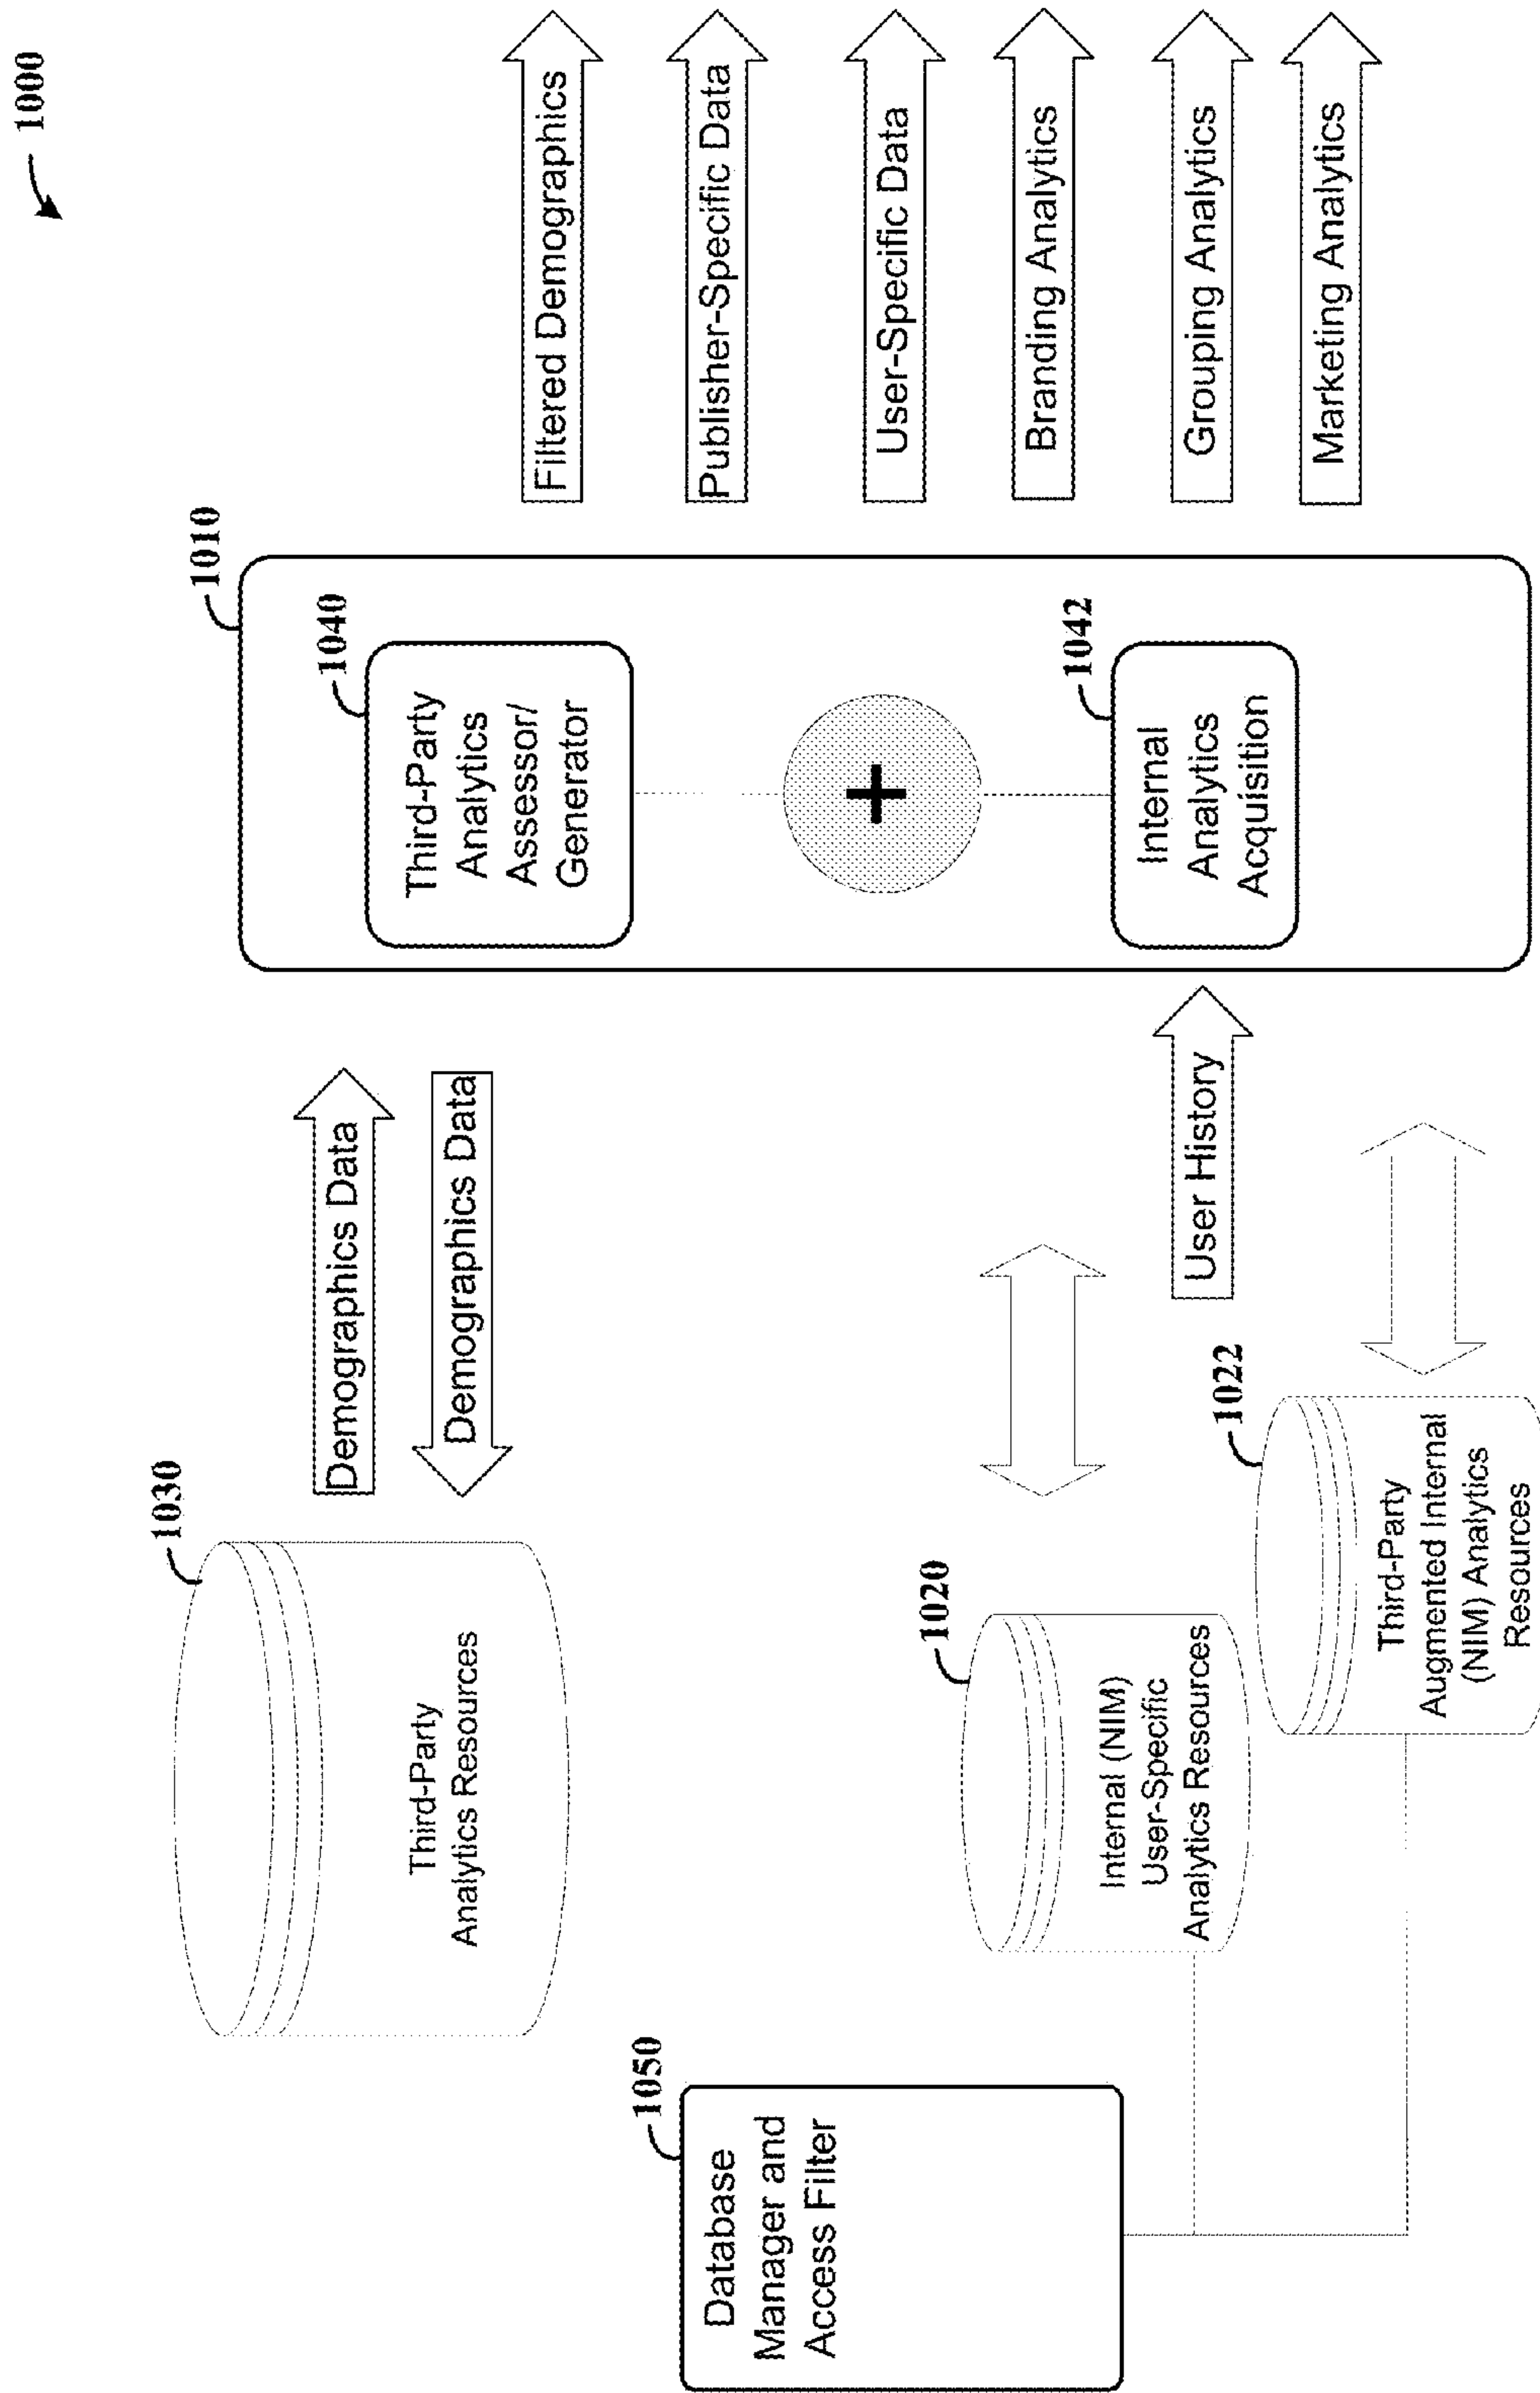 1000
1030
Third-Party
Analytics Resources
Demographics Data
Demographics Data
1010
1040
Third-Party
Analytics
Assessor/
Generator
+
1042
Internal
Analytics
Acquisition
Filtered Demographics
Publisher-Specific Data
User-Specific Data
Branding Analytics
Grouping Analytics
Marketing Analytics
1050
Database
Manager and
Access Filter
1020
Internal (NIM)
User-Specific
Analytics Resources
User History
1022
Third-Party
Augmented Internal
(NIM) Analytics
Resources